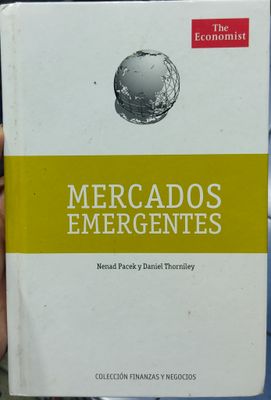 The
Economist
MERCADOS
EMERGENTES
Nenad Pacek y Daniel Thorniley
COLECCIÓN FINANZAS Y NEGOCIOS